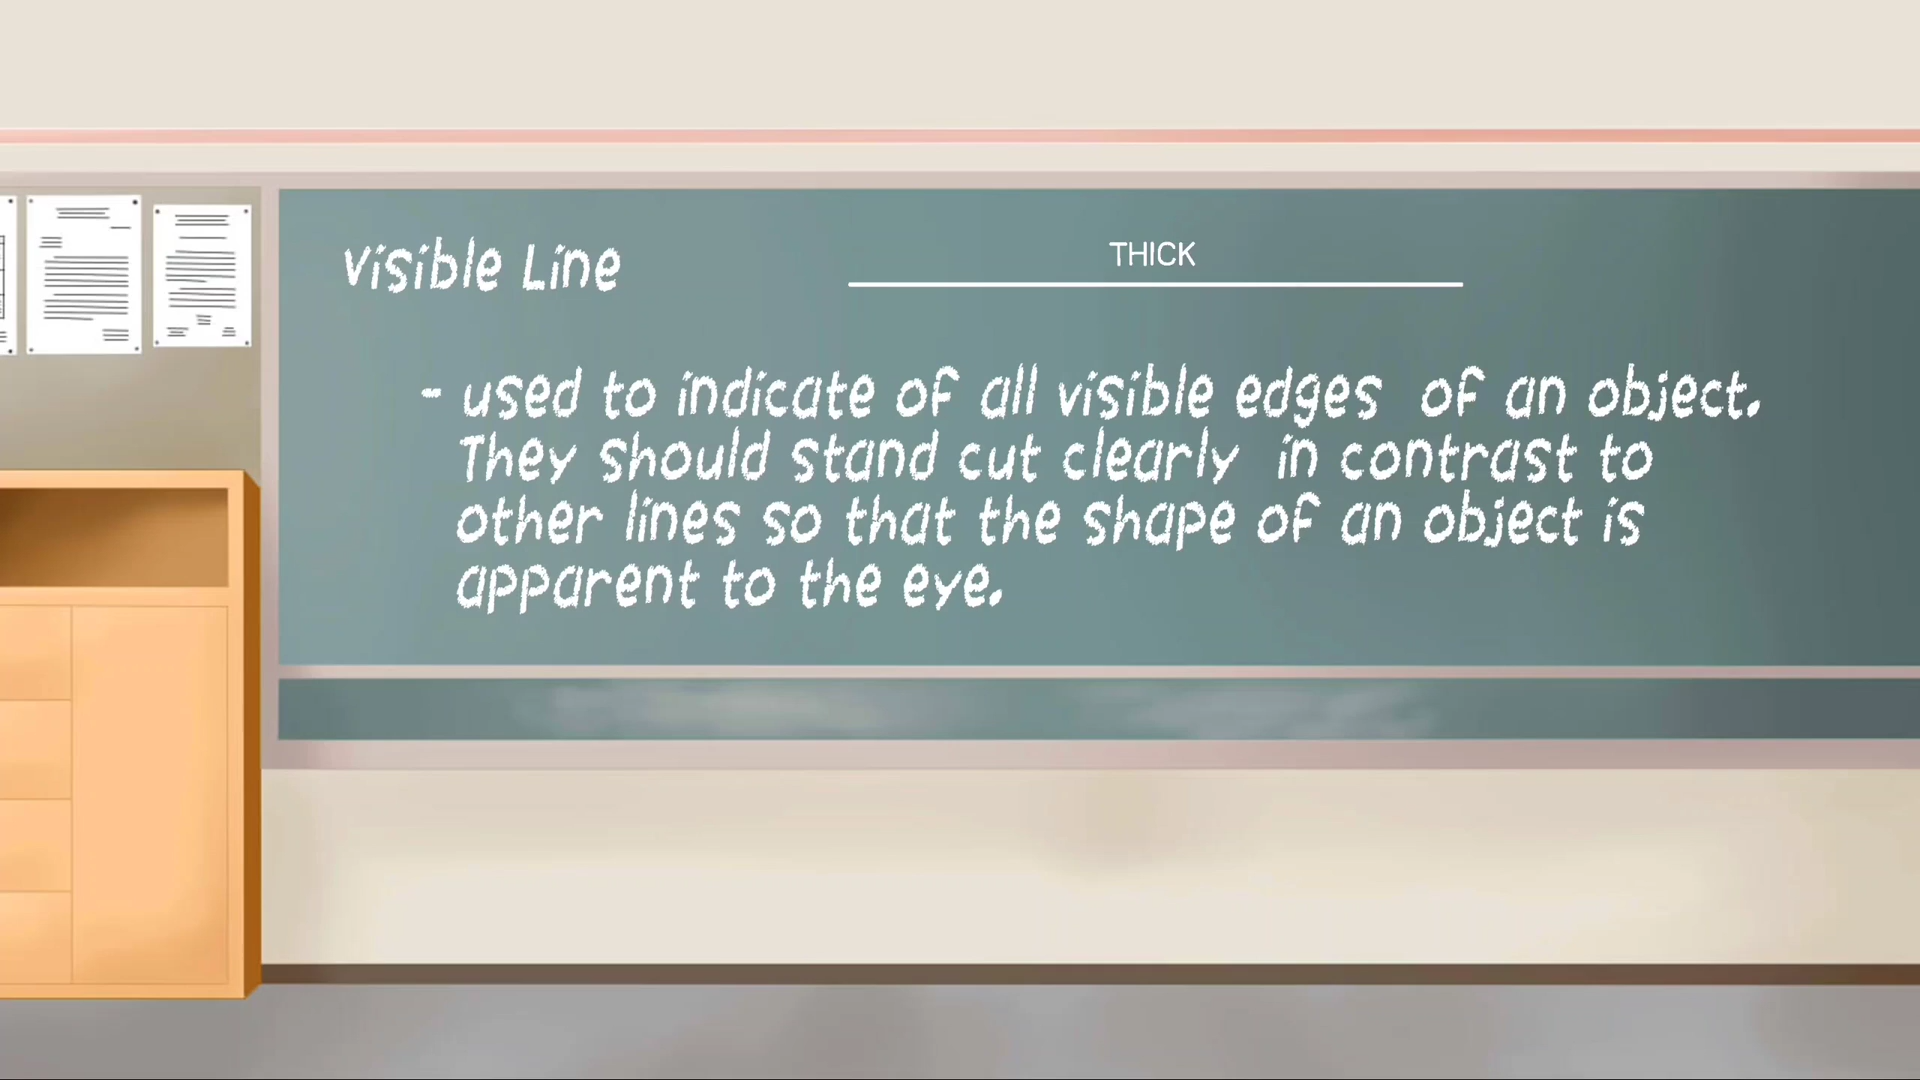 Visible Line
THICK
- used to indicate of all visible edges of an object.
They should stand cut clearly in contrast to
other lines so that the shape of an object is
apparent to the eye.